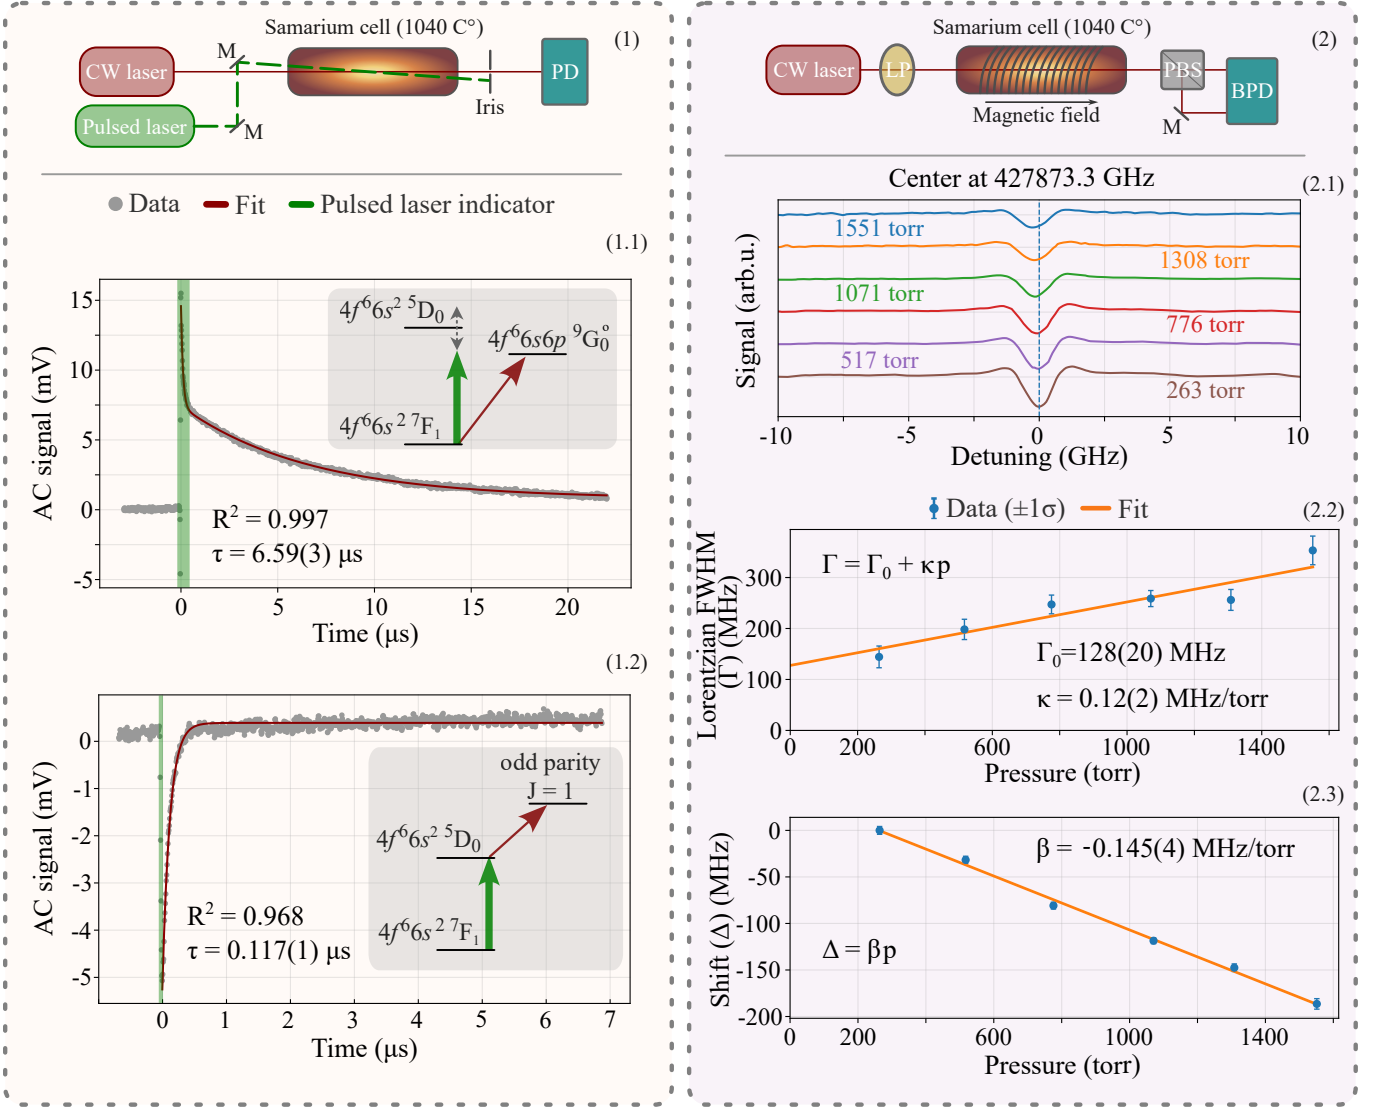 Samarium cell (1040 C°)
(1)
CW laser
M
PD
Iris
Pulsed laser
M
Data
Fit
Pulsed laser indicator
(1.1)
AC signal (mV)
15
10
5
0
-5
4f⁶6s² ⁵D₀
4f⁶6s6p ⁹G₀°
4f⁶6s² ⁷F₁
R² = 0.997
τ = 6.59(3) μs
0 5 10 15 20
Time (μs)
(1.2)
AC signal (mV)
0
-1
-2
-3
-4
-5
odd parity
J = 1
4f⁶6s² ⁵D₀
4f⁶6s² ⁷F₁
R² = 0.968
τ = 0.117(1) μs
0 1 2 3 4 5 6 7
Time (μs)
Samarium cell (1040 C°)
(2)
CW laser
LP
PBS
BPD
Magnetic field
M
Center at 427873.3 GHz
(2.1)
Signal (arb.u.)
1551 torr
1308 torr
1071 torr
776 torr
517 torr
263 torr
-10 -5 0 5 10
Detuning (GHz)
Data (±1σ)
Fit
(2.2)
Lorentzian FWHM
(Γ) (MHz)
300
200
100
0
Γ = Γ₀ + κp
Γ₀=128(20) MHz
κ = 0.12(2) MHz/torr
0 200 600 1000 1400
Pressure (torr)
(2.3)
Shift (Δ) (MHz)
0
-50
-100
-150
-200
β = -0.145(4) MHz/torr
Δ = βp
0 200 600 1000 1400
Pressure (torr)